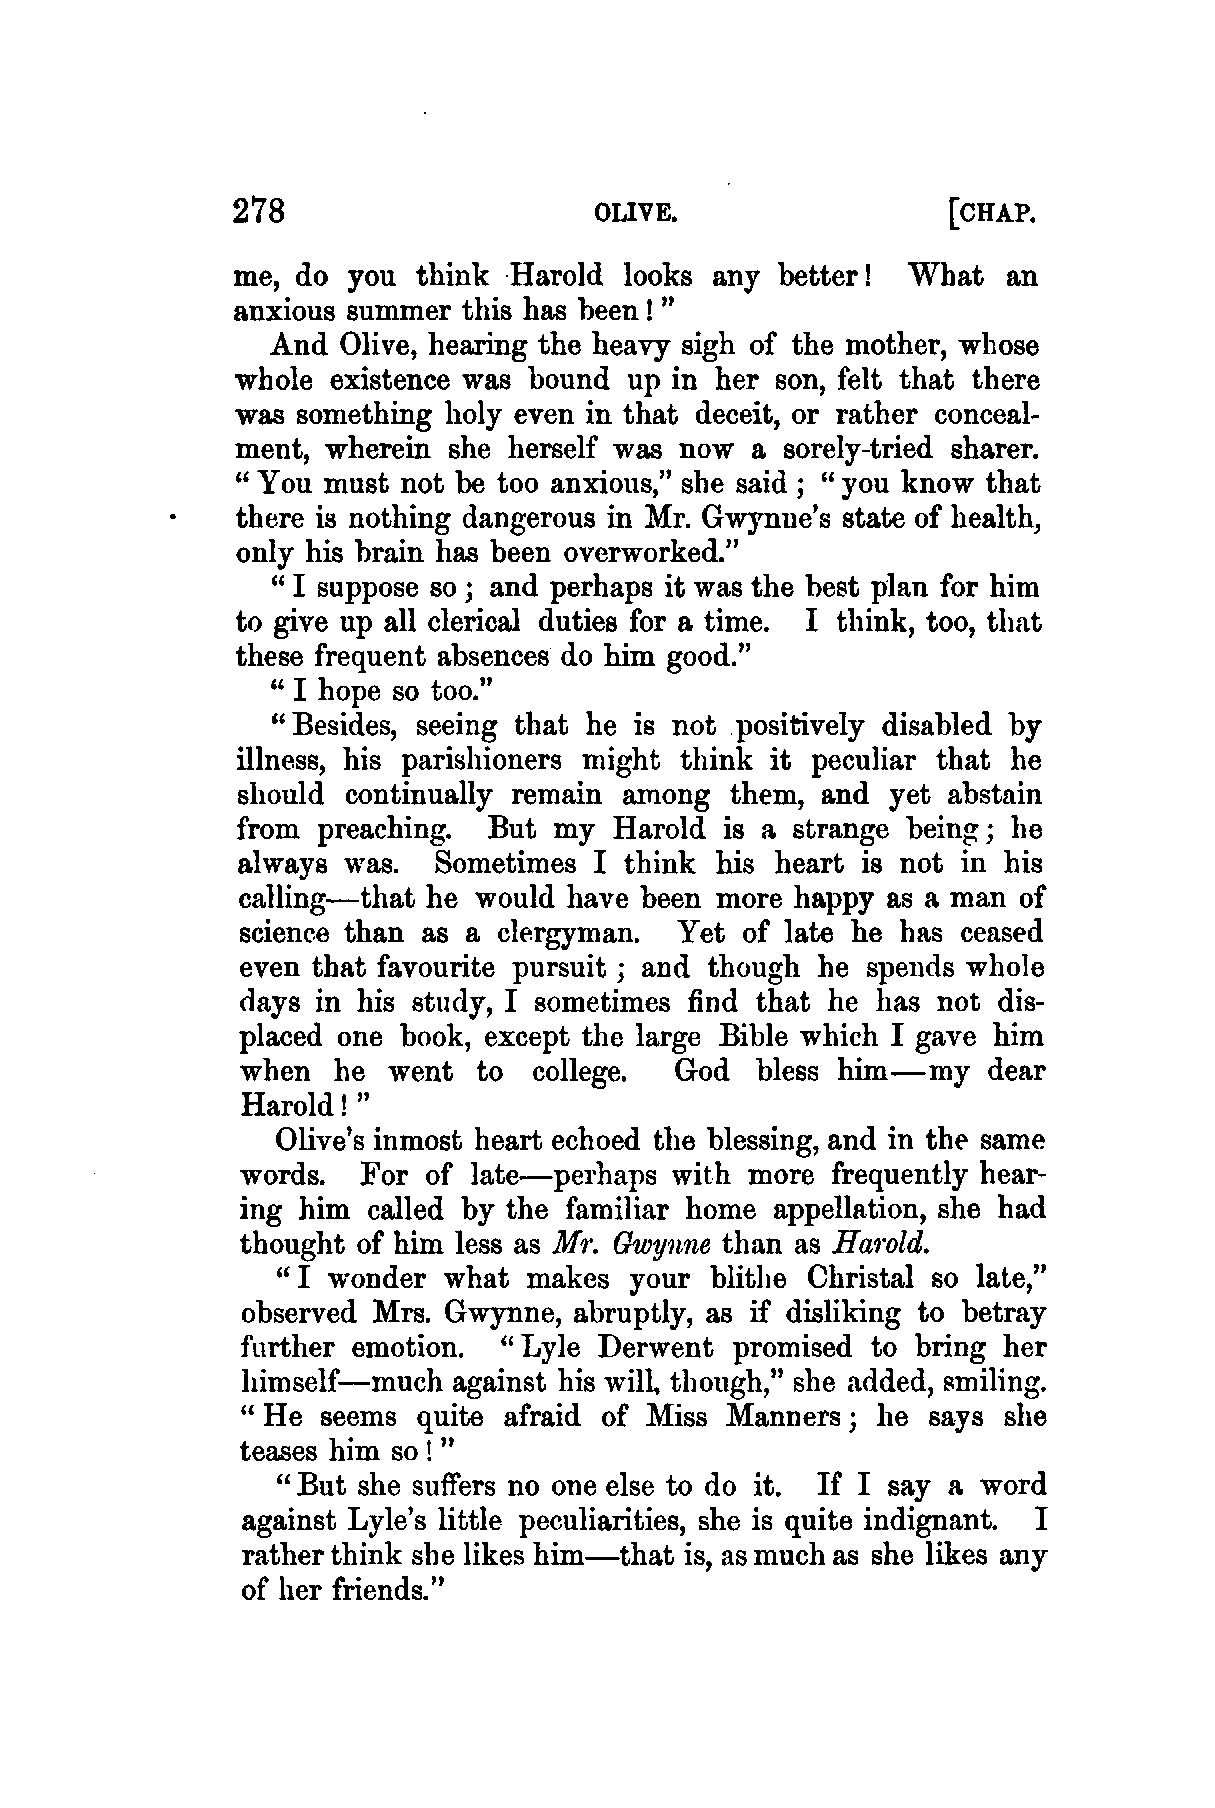 278 OLIVE. [CHAP.
me, do you think Harold looks any better! What an
anxious summer this has been!"
And Olive, hearing the heavy sigh of the mother, whose
whole existence was bound up in her son, felt that there
was something holy even in that deceit, or rather conceal-
ment, wherein she herself was now a sorely-tried sharer.
"You must not be too anxious," she said; "you know that
there is nothing dangerous in Mr. Gwynne's state of health,
only his brain has been overworked."
"I suppose so; and perhaps it was the best plan for him
to give up all clerical duties for a time. I think, too, that
these frequent absences do him good."
"I hope so too."
"Besides, seeing that he is not positively disabled by
illness, his parishioners might think it peculiar that he
should continually remain among them, and yet abstain
from preaching. But my Harold is a strange being; he
always was. Sometimes I think his heart is not in his
calling—that he would have been more happy as a man of
science than as a clergyman. Yet of late he has ceased
even that favourite pursuit; and though he spends whole
days in his study, I sometimes find that he has not dis-
placed one book, except the large Bible which I gave him
when he went to college. God bless him—my dear
Harold!"
Olive's inmost heart echoed the blessing, and in the same
words. For of late—perhaps with more frequently hear-
ing him called by the familiar home appellation, she had
thought of him less as Mr. Gwynne than as Harold.
"I wonder what makes your blithe Christal so late,"
observed Mrs. Gwynne, abruptly, as if disliking to betray
further emotion. "Lyle Derwent promised to bring her
himself—much against his will, though," she added, smiling.
"He seems quite afraid of Miss Manners; he says she
teases him so!"
"But she suffers no one else to do it. If I say a word
against Lyle's little peculiarities, she is quite indignant. I
rather think she likes him—that is, as much as she likes any
of her friends."